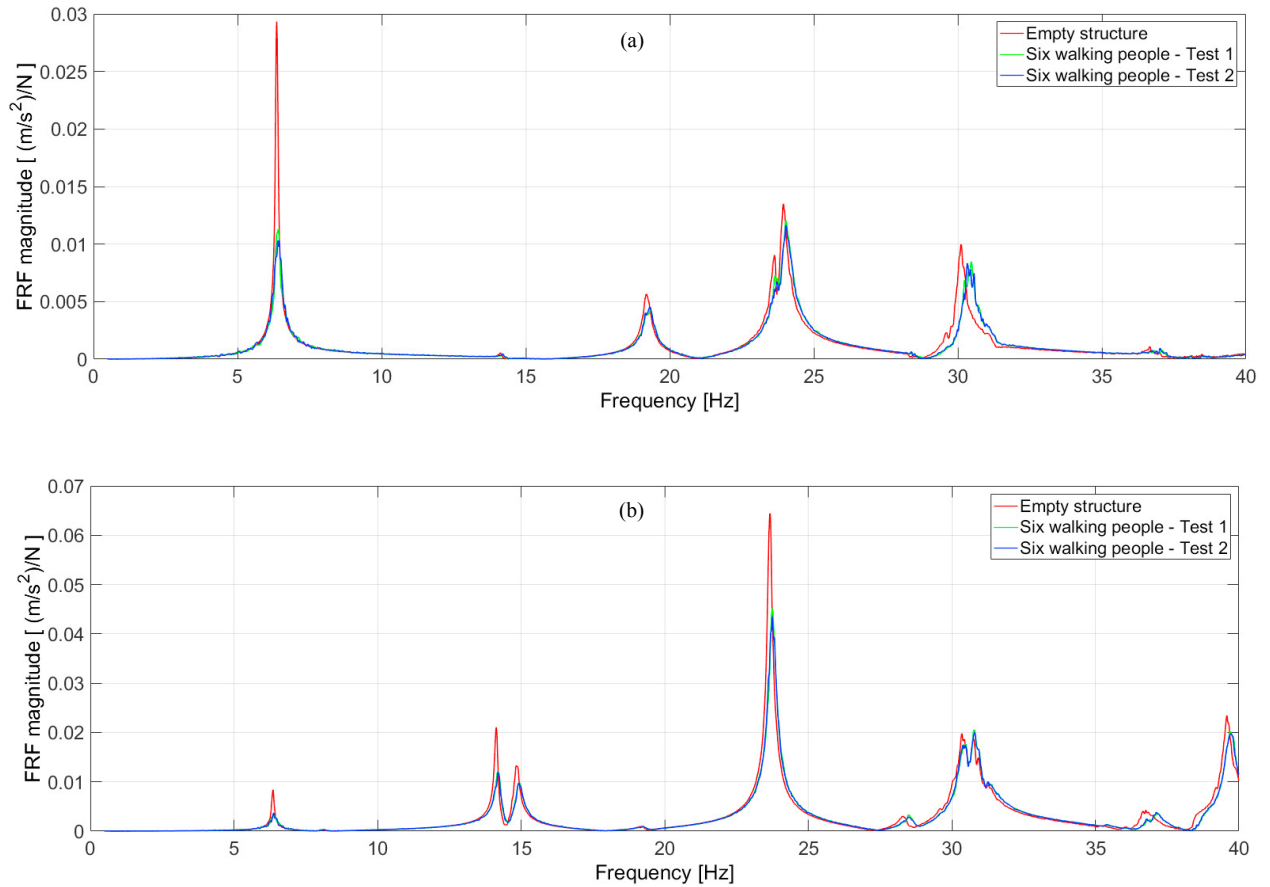 (a)
Empty structure
Six walking people - Test 1
Six walking people - Test 2
FRF magnitude [ (m/s²)/N ]
0.03
0.025
0.02
0.015
0.01
0.005
0
0 5 10 15 20 25 30 35 40
Frequency [Hz]
(b)
Empty structure
Six walking people - Test 1
Six walking people - Test 2
FRF magnitude [ (m/s²)/N ]
0.07
0.06
0.05
0.04
0.03
0.02
0.01
0
0 5 10 15 20 25 30 35 40
Frequency [Hz]